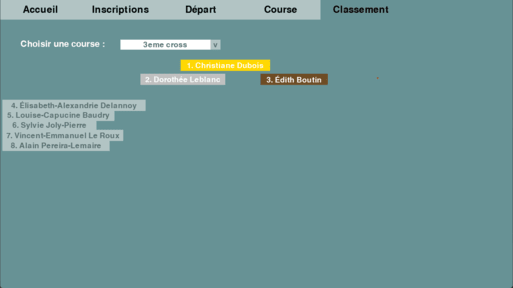 Accueil Inscriptions Départ Course Classement
Choisir une course : 3eme cross v
1. Christiane Dubois
2. Dorothée Leblanc 3. Édith Boutin
4. Élisabeth-Alexandrie Delannoy
5. Louise-Capucine Baudry
6. Sylvie Joly-Pierre
7. Vincent-Emmanuel Le Roux
8. Alain Pereira-Lemaire